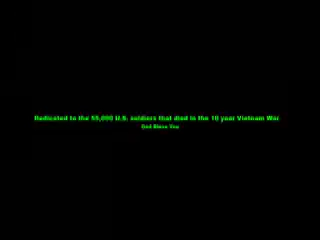 Dedicated to the 55,000 U.S. soldiers that died in the 10 year Vietnam War
God Bless You